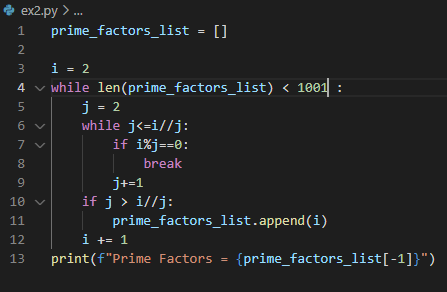 ex2.py > ...
1 prime_factors_list = []
2
3 i = 2
4 while len(prime_factors_list) < 1001 :
5     j = 2
6     while j<=i//j:
7         if i%j==0:
8             break
9         j+=1
10     if j > i//j:
11         prime_factors_list.append(i)
12     i += 1
13 print(f"Prime Factors = {prime_factors_list[-1]}")